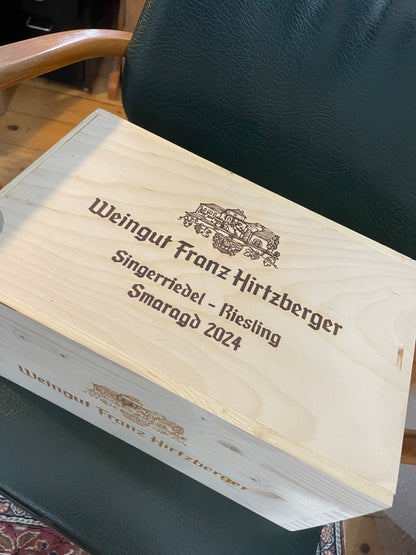 Weingut Franz Hirtzberger
Singerriedel - Riesling
Smaragd 2024
Weingut Franz Hirtzberger